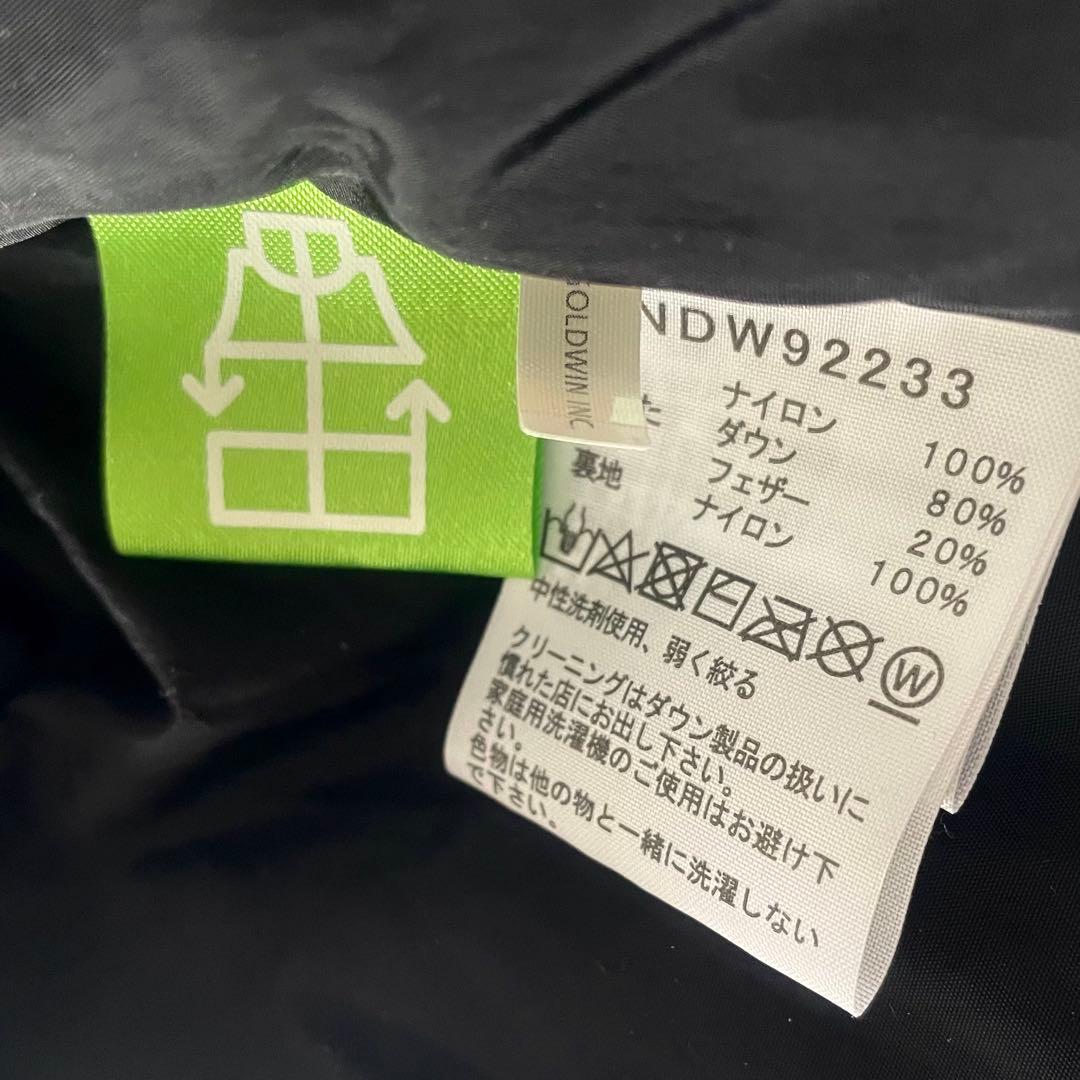 GOLDWIN INC
NDW92233
ナイロン 100%
ダウン 80%
フェザー 20%
裏地 ナイロン 100%
W
中性洗剤使用、弱く絞る
クリーニングはダウン製品の扱いに
慣れた店にお出し下さい。
家庭用洗濯機のご使用はお避け下
さい。
色物は他の物と一緒に洗濯しない
で下さい。